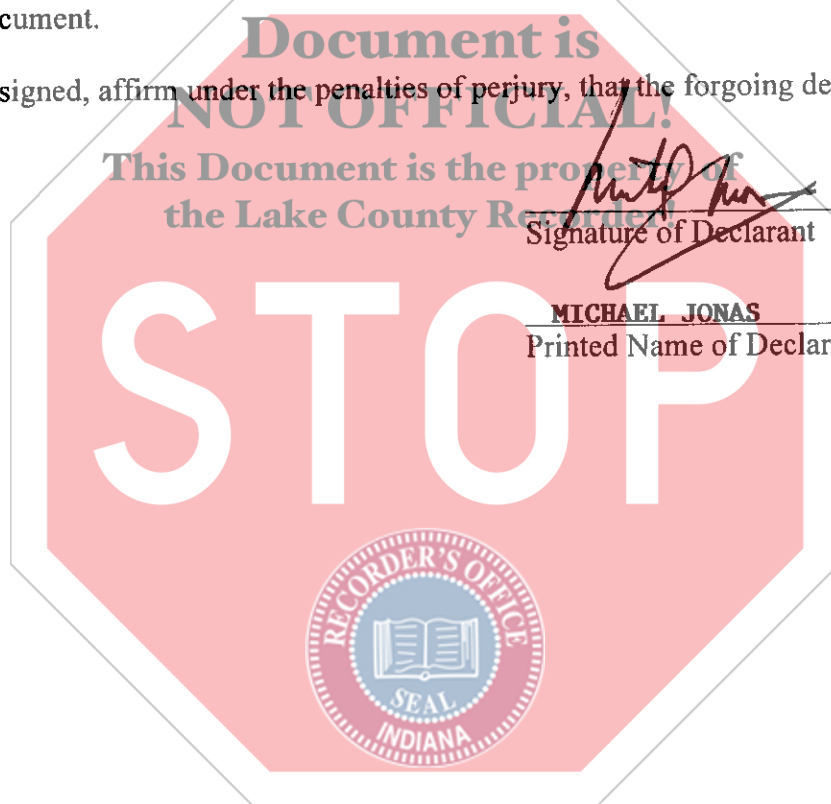 cument.
Document is
signed, affirm under the penalties of perjury, that the forgoing de
NOT OFFICIAL!
This Document is the property of
the Lake County Recorder!
Signature of Declarant
MICHAEL JONAS
Printed Name of Declar
STOP
RECORDER'S OFFICE
SEAL
INDIANA